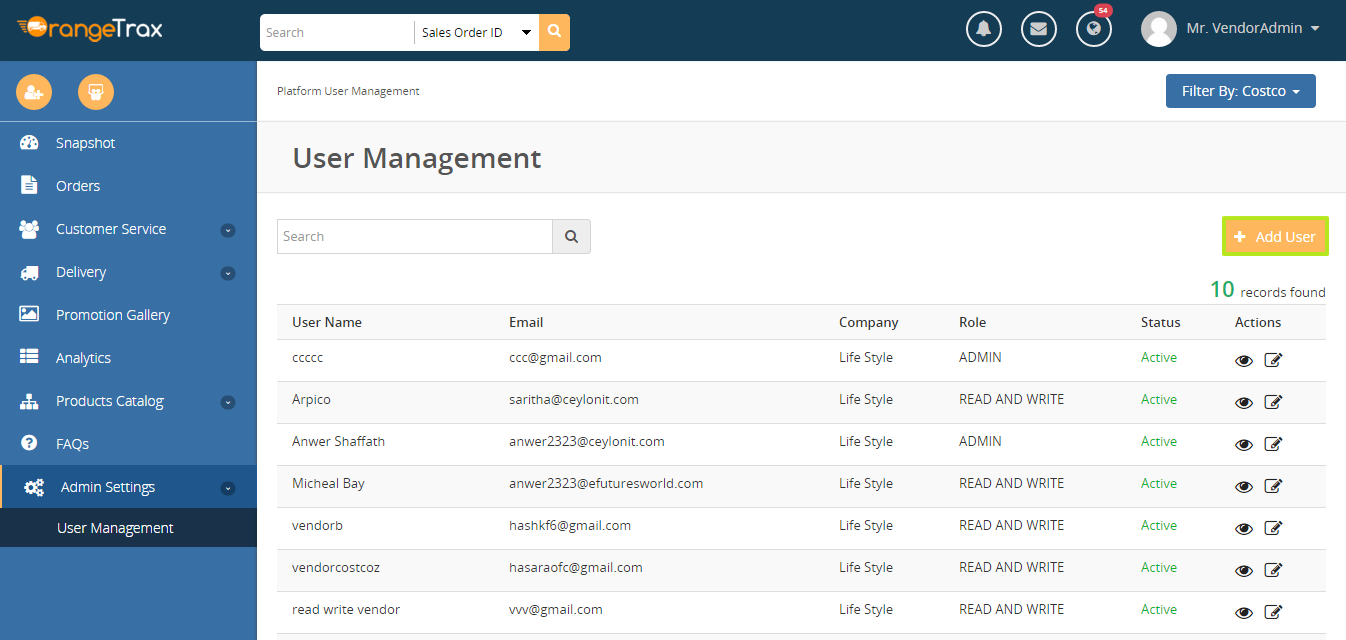 OrangeTrax
Search Sales Order ID
54
Mr. VendorAdmin
Platform User Management
Filter By: Costco
Snapshot
Orders
Customer Service
Delivery
Promotion Gallery
Analytics
Products Catalog
FAQs
Admin Settings
User Management
User Management
Search
Add User
10 records found
User Name Email Company Role Status Actions
ccccc ccc@gmail.com Life Style ADMIN Active
Arpico saritha@ceylonit.com Life Style READ AND WRITE Active
Anwer Shaffath anwer2323@ceylonit.com Life Style ADMIN Active
Micheal Bay anwer2323@efuturesworld.com Life Style READ AND WRITE Active
vendorb hashkf6@gmail.com Life Style READ AND WRITE Active
vendorcostcoz hasaraofc@gmail.com Life Style READ AND WRITE Active
read write vendor vvv@gmail.com Life Style READ AND WRITE Active